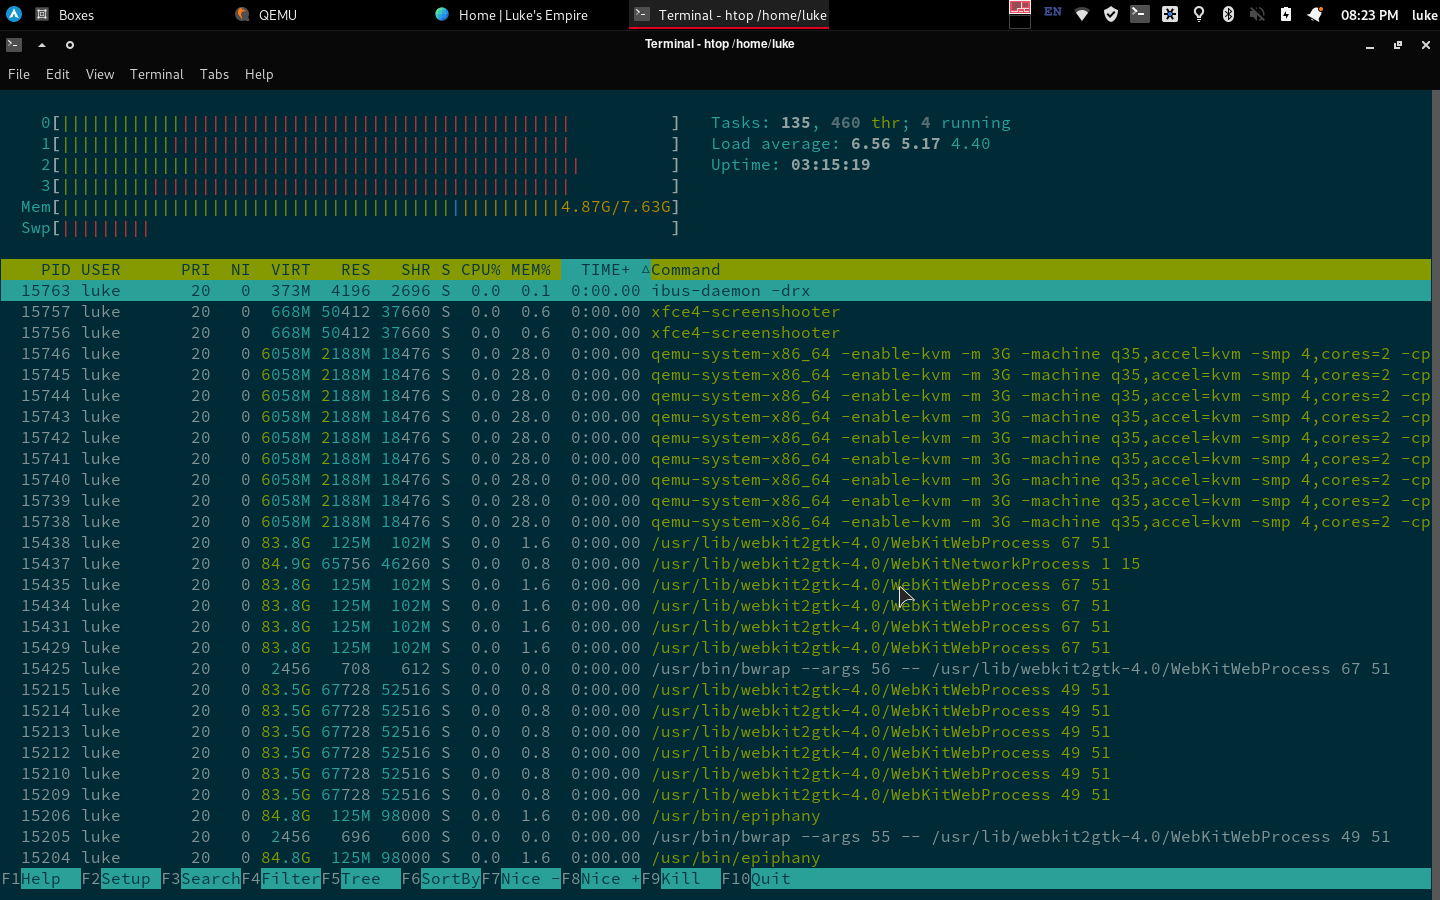 Boxes QEMU Home | Luke's Empire Terminal - htop /home/luke EN 08:23 PM luke
Terminal - htop /home/luke
File Edit View Terminal Tabs Help
0[|||||||||||||||||||||||||||||||||||||||||||||||||||          ] Tasks: 135, 460 thr; 4 running
1[|||||||||||||||||||||||||||||||||||||||||||||||||||          ] Load average: 6.56 5.17 4.40
2[||||||||||||||||||||||||||||||||||||||||||||||||||||         ] Uptime: 03:15:19
3[|||||||||||||||||||||||||||||||||||||||||||||||||||          ]
Mem[||||||||||||||||||||||||||||||||||||||||||||||||||4.87G/7.63G]
Swp[|||||||||                                                    ]
PID USER PRI NI VIRT RES SHR S CPU% MEM% TIME+ △Command
15763 luke 20 0 373M 4196 2696 S 0.0 0.1 0:00.00 ibus-daemon -drx
15757 luke 20 0 668M 50412 37660 S 0.0 0.6 0:00.00 xfce4-screenshooter
15756 luke 20 0 668M 50412 37660 S 0.0 0.6 0:00.00 xfce4-screenshooter
15746 luke 20 0 6058M 2188M 18476 S 0.0 28.0 0:00.00 qemu-system-x86_64 -enable-kvm -m 3G -machine q35,accel=kvm -smp 4,cores=2 -cp
15745 luke 20 0 6058M 2188M 18476 S 0.0 28.0 0:00.00 qemu-system-x86_64 -enable-kvm -m 3G -machine q35,accel=kvm -smp 4,cores=2 -cp
15744 luke 20 0 6058M 2188M 18476 S 0.0 28.0 0:00.00 qemu-system-x86_64 -enable-kvm -m 3G -machine q35,accel=kvm -smp 4,cores=2 -cp
15743 luke 20 0 6058M 2188M 18476 S 0.0 28.0 0:00.00 qemu-system-x86_64 -enable-kvm -m 3G -machine q35,accel=kvm -smp 4,cores=2 -cp
15742 luke 20 0 6058M 2188M 18476 S 0.0 28.0 0:00.00 qemu-system-x86_64 -enable-kvm -m 3G -machine q35,accel=kvm -smp 4,cores=2 -cp
15741 luke 20 0 6058M 2188M 18476 S 0.0 28.0 0:00.00 qemu-system-x86_64 -enable-kvm -m 3G -machine q35,accel=kvm -smp 4,cores=2 -cp
15740 luke 20 0 6058M 2188M 18476 S 0.0 28.0 0:00.00 qemu-system-x86_64 -enable-kvm -m 3G -machine q35,accel=kvm -smp 4,cores=2 -cp
15739 luke 20 0 6058M 2188M 18476 S 0.0 28.0 0:00.00 qemu-system-x86_64 -enable-kvm -m 3G -machine q35,accel=kvm -smp 4,cores=2 -cp
15738 luke 20 0 6058M 2188M 18476 S 0.0 28.0 0:00.00 qemu-system-x86_64 -enable-kvm -m 3G -machine q35,accel=kvm -smp 4,cores=2 -cp
15438 luke 20 0 83.8G 125M 102M S 0.0 1.6 0:00.00 /usr/lib/webkit2gtk-4.0/WebKitWebProcess 67 51
15437 luke 20 0 84.9G 65756 46260 S 0.0 0.8 0:00.00 /usr/lib/webkit2gtk-4.0/WebKitNetworkProcess 1 15
15435 luke 20 0 83.8G 125M 102M S 0.0 1.6 0:00.00 /usr/lib/webkit2gtk-4.0/WebKitWebProcess 67 51
15434 luke 20 0 83.8G 125M 102M S 0.0 1.6 0:00.00 /usr/lib/webkit2gtk-4.0/WebKitWebProcess 67 51
15431 luke 20 0 83.8G 125M 102M S 0.0 1.6 0:00.00 /usr/lib/webkit2gtk-4.0/WebKitWebProcess 67 51
15429 luke 20 0 83.8G 125M 102M S 0.0 1.6 0:00.00 /usr/lib/webkit2gtk-4.0/WebKitWebProcess 67 51
15425 luke 20 0 2456 708 612 S 0.0 0.0 0:00.00 /usr/bin/bwrap --args 56 -- /usr/lib/webkit2gtk-4.0/WebKitWebProcess 67 51
15215 luke 20 0 83.5G 67728 52516 S 0.0 0.8 0:00.00 /usr/lib/webkit2gtk-4.0/WebKitWebProcess 49 51
15214 luke 20 0 83.5G 67728 52516 S 0.0 0.8 0:00.00 /usr/lib/webkit2gtk-4.0/WebKitWebProcess 49 51
15213 luke 20 0 83.5G 67728 52516 S 0.0 0.8 0:00.00 /usr/lib/webkit2gtk-4.0/WebKitWebProcess 49 51
15212 luke 20 0 83.5G 67728 52516 S 0.0 0.8 0:00.00 /usr/lib/webkit2gtk-4.0/WebKitWebProcess 49 51
15210 luke 20 0 83.5G 67728 52516 S 0.0 0.8 0:00.00 /usr/lib/webkit2gtk-4.0/WebKitWebProcess 49 51
15209 luke 20 0 83.5G 67728 52516 S 0.0 0.8 0:00.00 /usr/lib/webkit2gtk-4.0/WebKitWebProcess 49 51
15206 luke 20 0 84.8G 125M 98000 S 0.0 1.6 0:00.00 /usr/bin/epiphany
15205 luke 20 0 2456 696 600 S 0.0 0.0 0:00.00 /usr/bin/bwrap --args 55 -- /usr/lib/webkit2gtk-4.0/WebKitWebProcess 49 51
15204 luke 20 0 84.8G 125M 98000 S 0.0 1.6 0:00.00 /usr/bin/epiphany
F1Help F2Setup F3SearchF4FilterF5Tree F6SortByF7Nice -F8Nice +F9Kill F10Quit